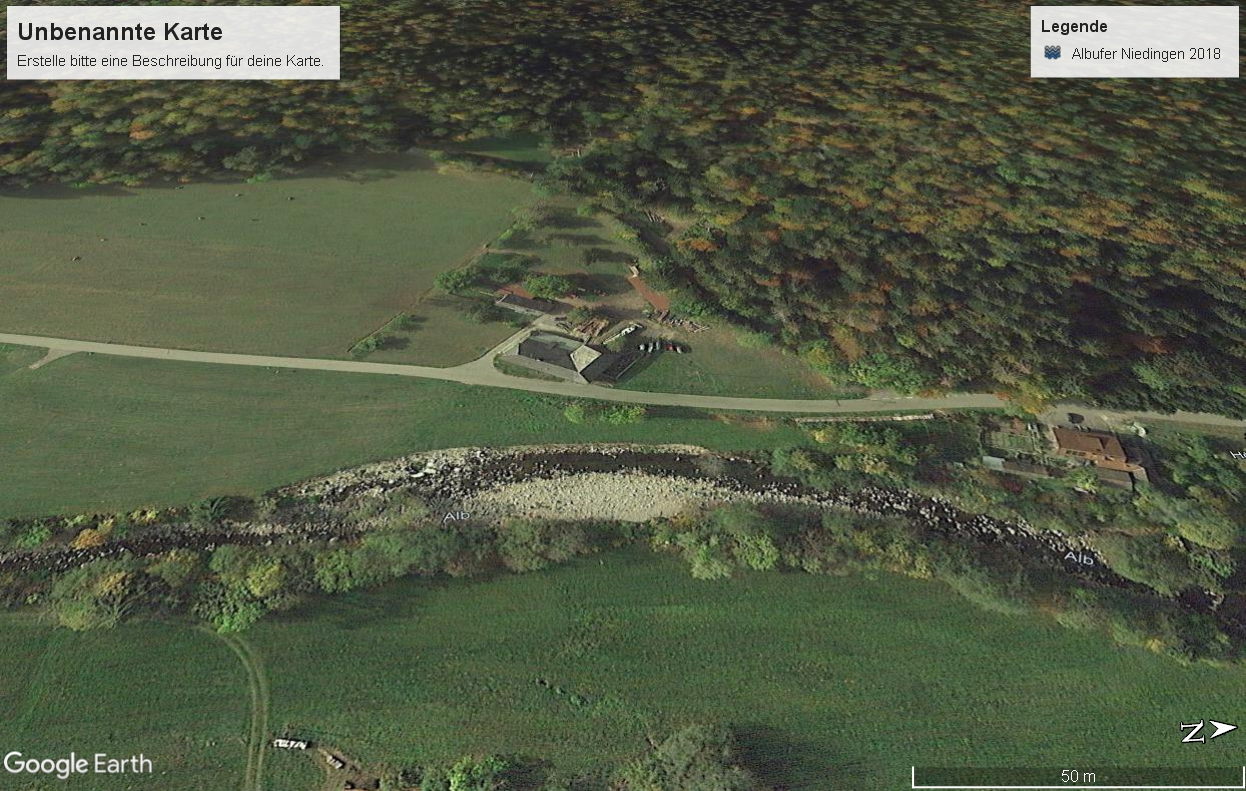 Unbenannte Karte
Erstelle bitte eine Beschreibung für deine Karte.
Legende
Albufer Niedingen 2018
Alb
Alb
N
Google Earth
50 m